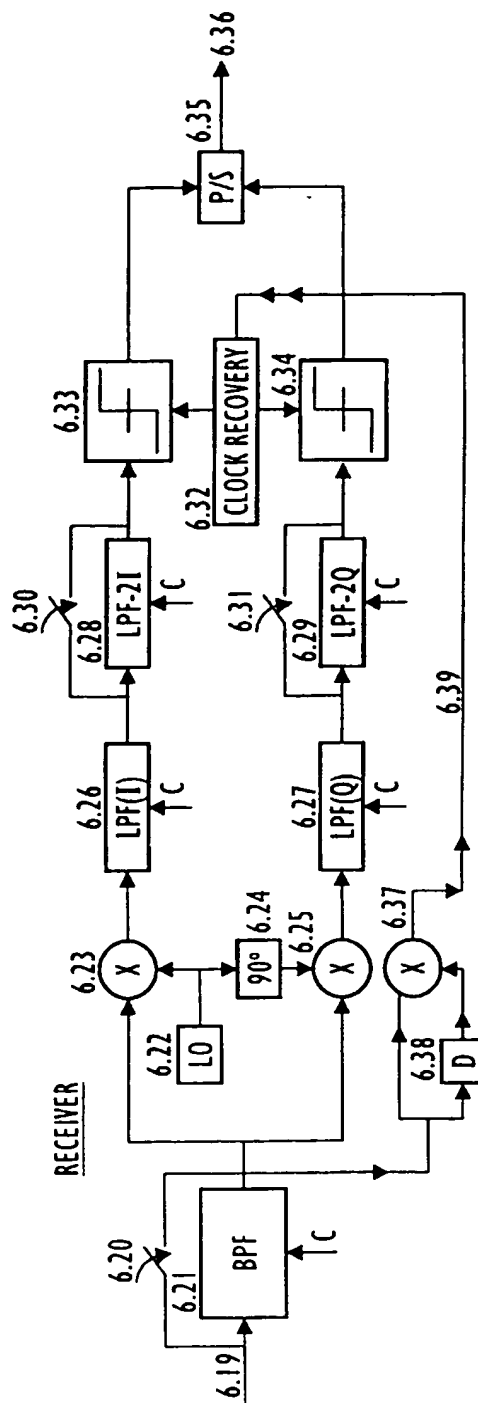 RECEIVER
6.19
6.20
6.21
BPF
C
6.22
LO
6.23
X
6.24
90°
6.25
X
6.26
LPF(I)
C
6.27
LPF(Q)
C
6.28
LPF-2I
C
6.30
6.29
LPF-2Q
C
6.31
6.32
CLOCK RECOVERY
6.33
6.34
P/S
6.35
6.36
6.37
X
6.38
D
6.39